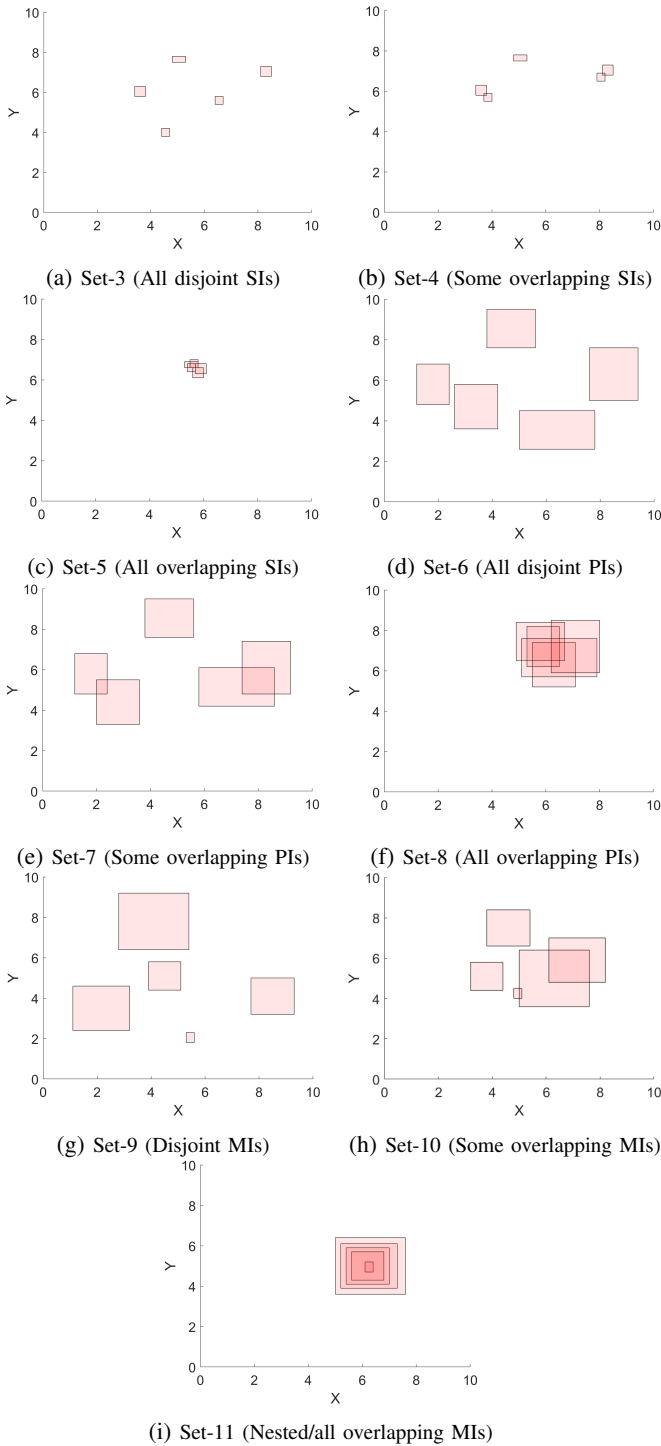 10
8
6
4
2
0
Y
0 2 4 6 8 10
X
(a) Set-3 (All disjoint SIs)
10
8
6
4
2
0
Y
0 2 4 6 8 10
X
(b) Set-4 (Some overlapping SIs)
10
8
6
4
2
0
Y
0 2 4 6 8 10
X
(c) Set-5 (All overlapping SIs)
10
8
6
4
2
0
Y
0 2 4 6 8 10
X
(d) Set-6 (All disjoint PIs)
10
8
6
4
2
0
Y
0 2 4 6 8 10
X
(e) Set-7 (Some overlapping PIs)
10
8
6
4
2
0
Y
0 2 4 6 8 10
X
(f) Set-8 (All overlapping PIs)
10
8
6
4
2
0
Y
0 2 4 6 8 10
X
(g) Set-9 (Disjoint MIs)
10
8
6
4
2
0
Y
0 2 4 6 8 10
X
(h) Set-10 (Some overlapping MIs)
10
8
6
4
2
0
Y
0 2 4 6 8 10
X
(i) Set-11 (Nested/all overlapping MIs)